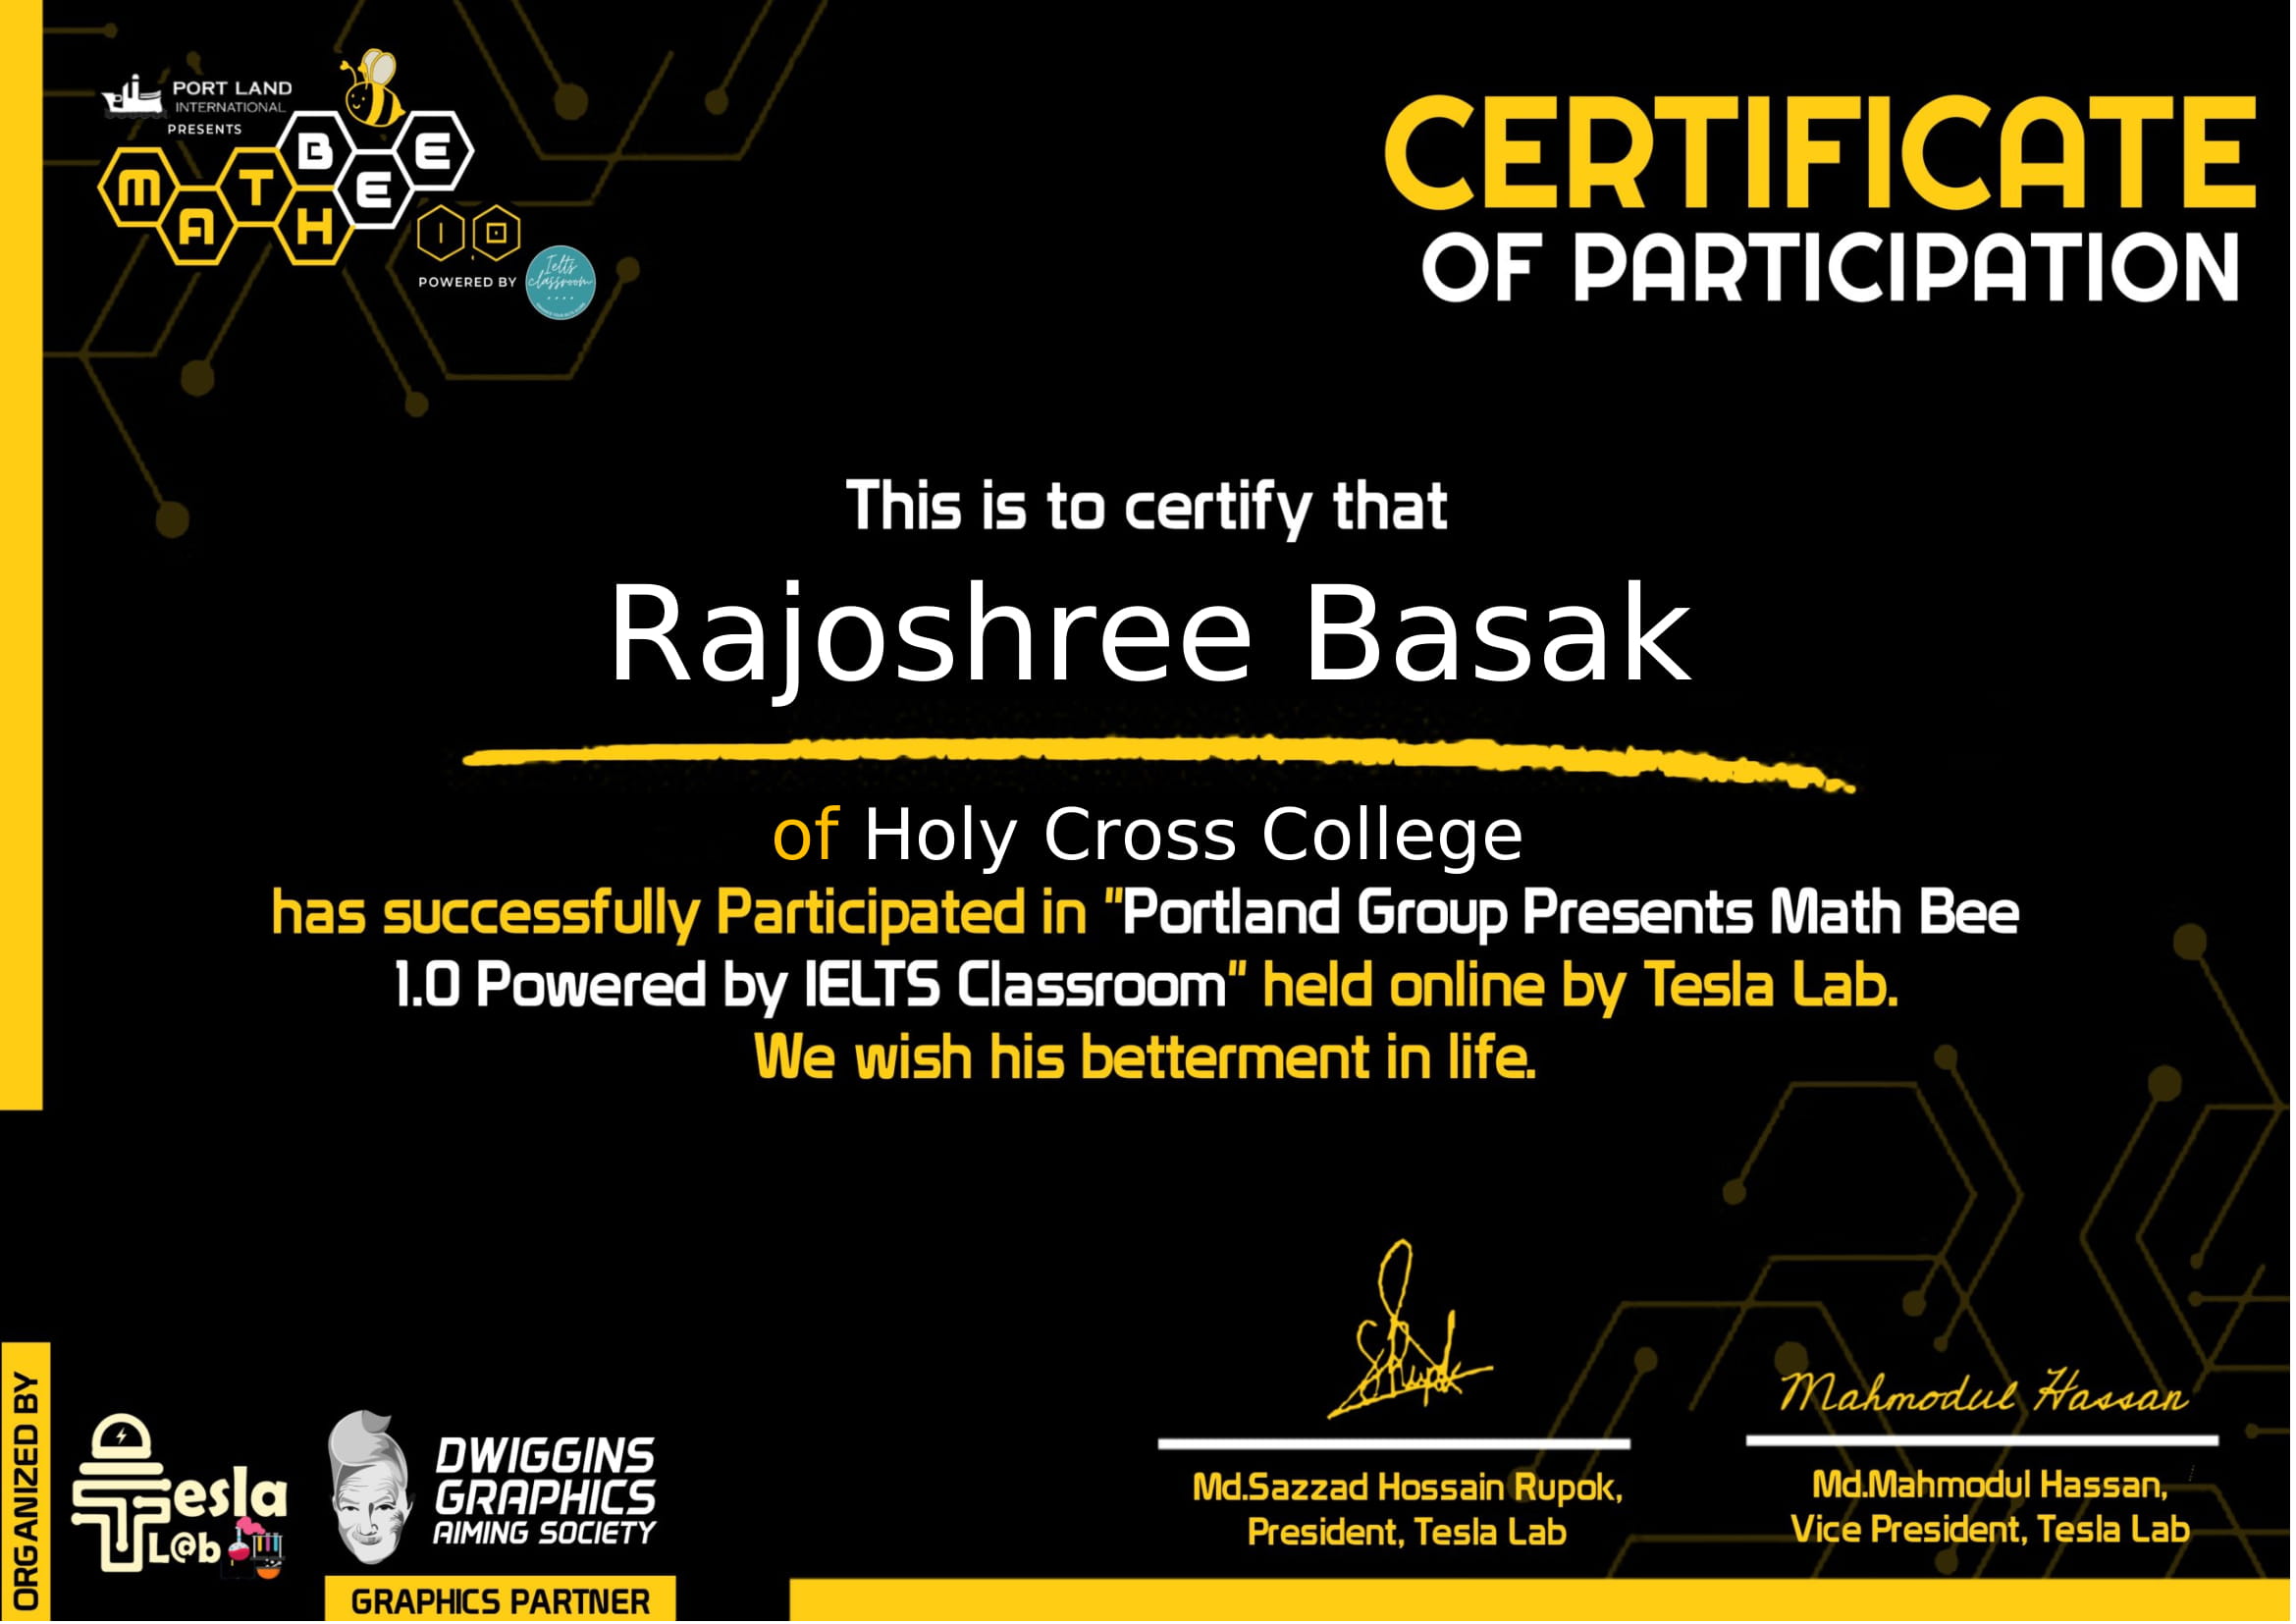 PORT LAND
INTERNATIONAL
PRESENTS
MATH BEE
1.0
POWERED BY
Ielts
classroom
CERTIFICATE
OF PARTICIPATION
This is to certify that
Rajoshree Basak
of Holy Cross College
has successfully Participated in "Portland Group Presents Math Bee
1.0 Powered by IELTS Classroom" held online by Tesla Lab.
We wish his betterment in life.
SRupok
Mahmodul Hassan
Md.Sazzad Hossain Rupok,
President, Tesla Lab
Md.Mahmodul Hassan,
Vice President, Tesla Lab
ORGANIZED BY
Tesla
L@b
DWIGGINS
GRAPHICS
AIMING SOCIETY
GRAPHICS PARTNER